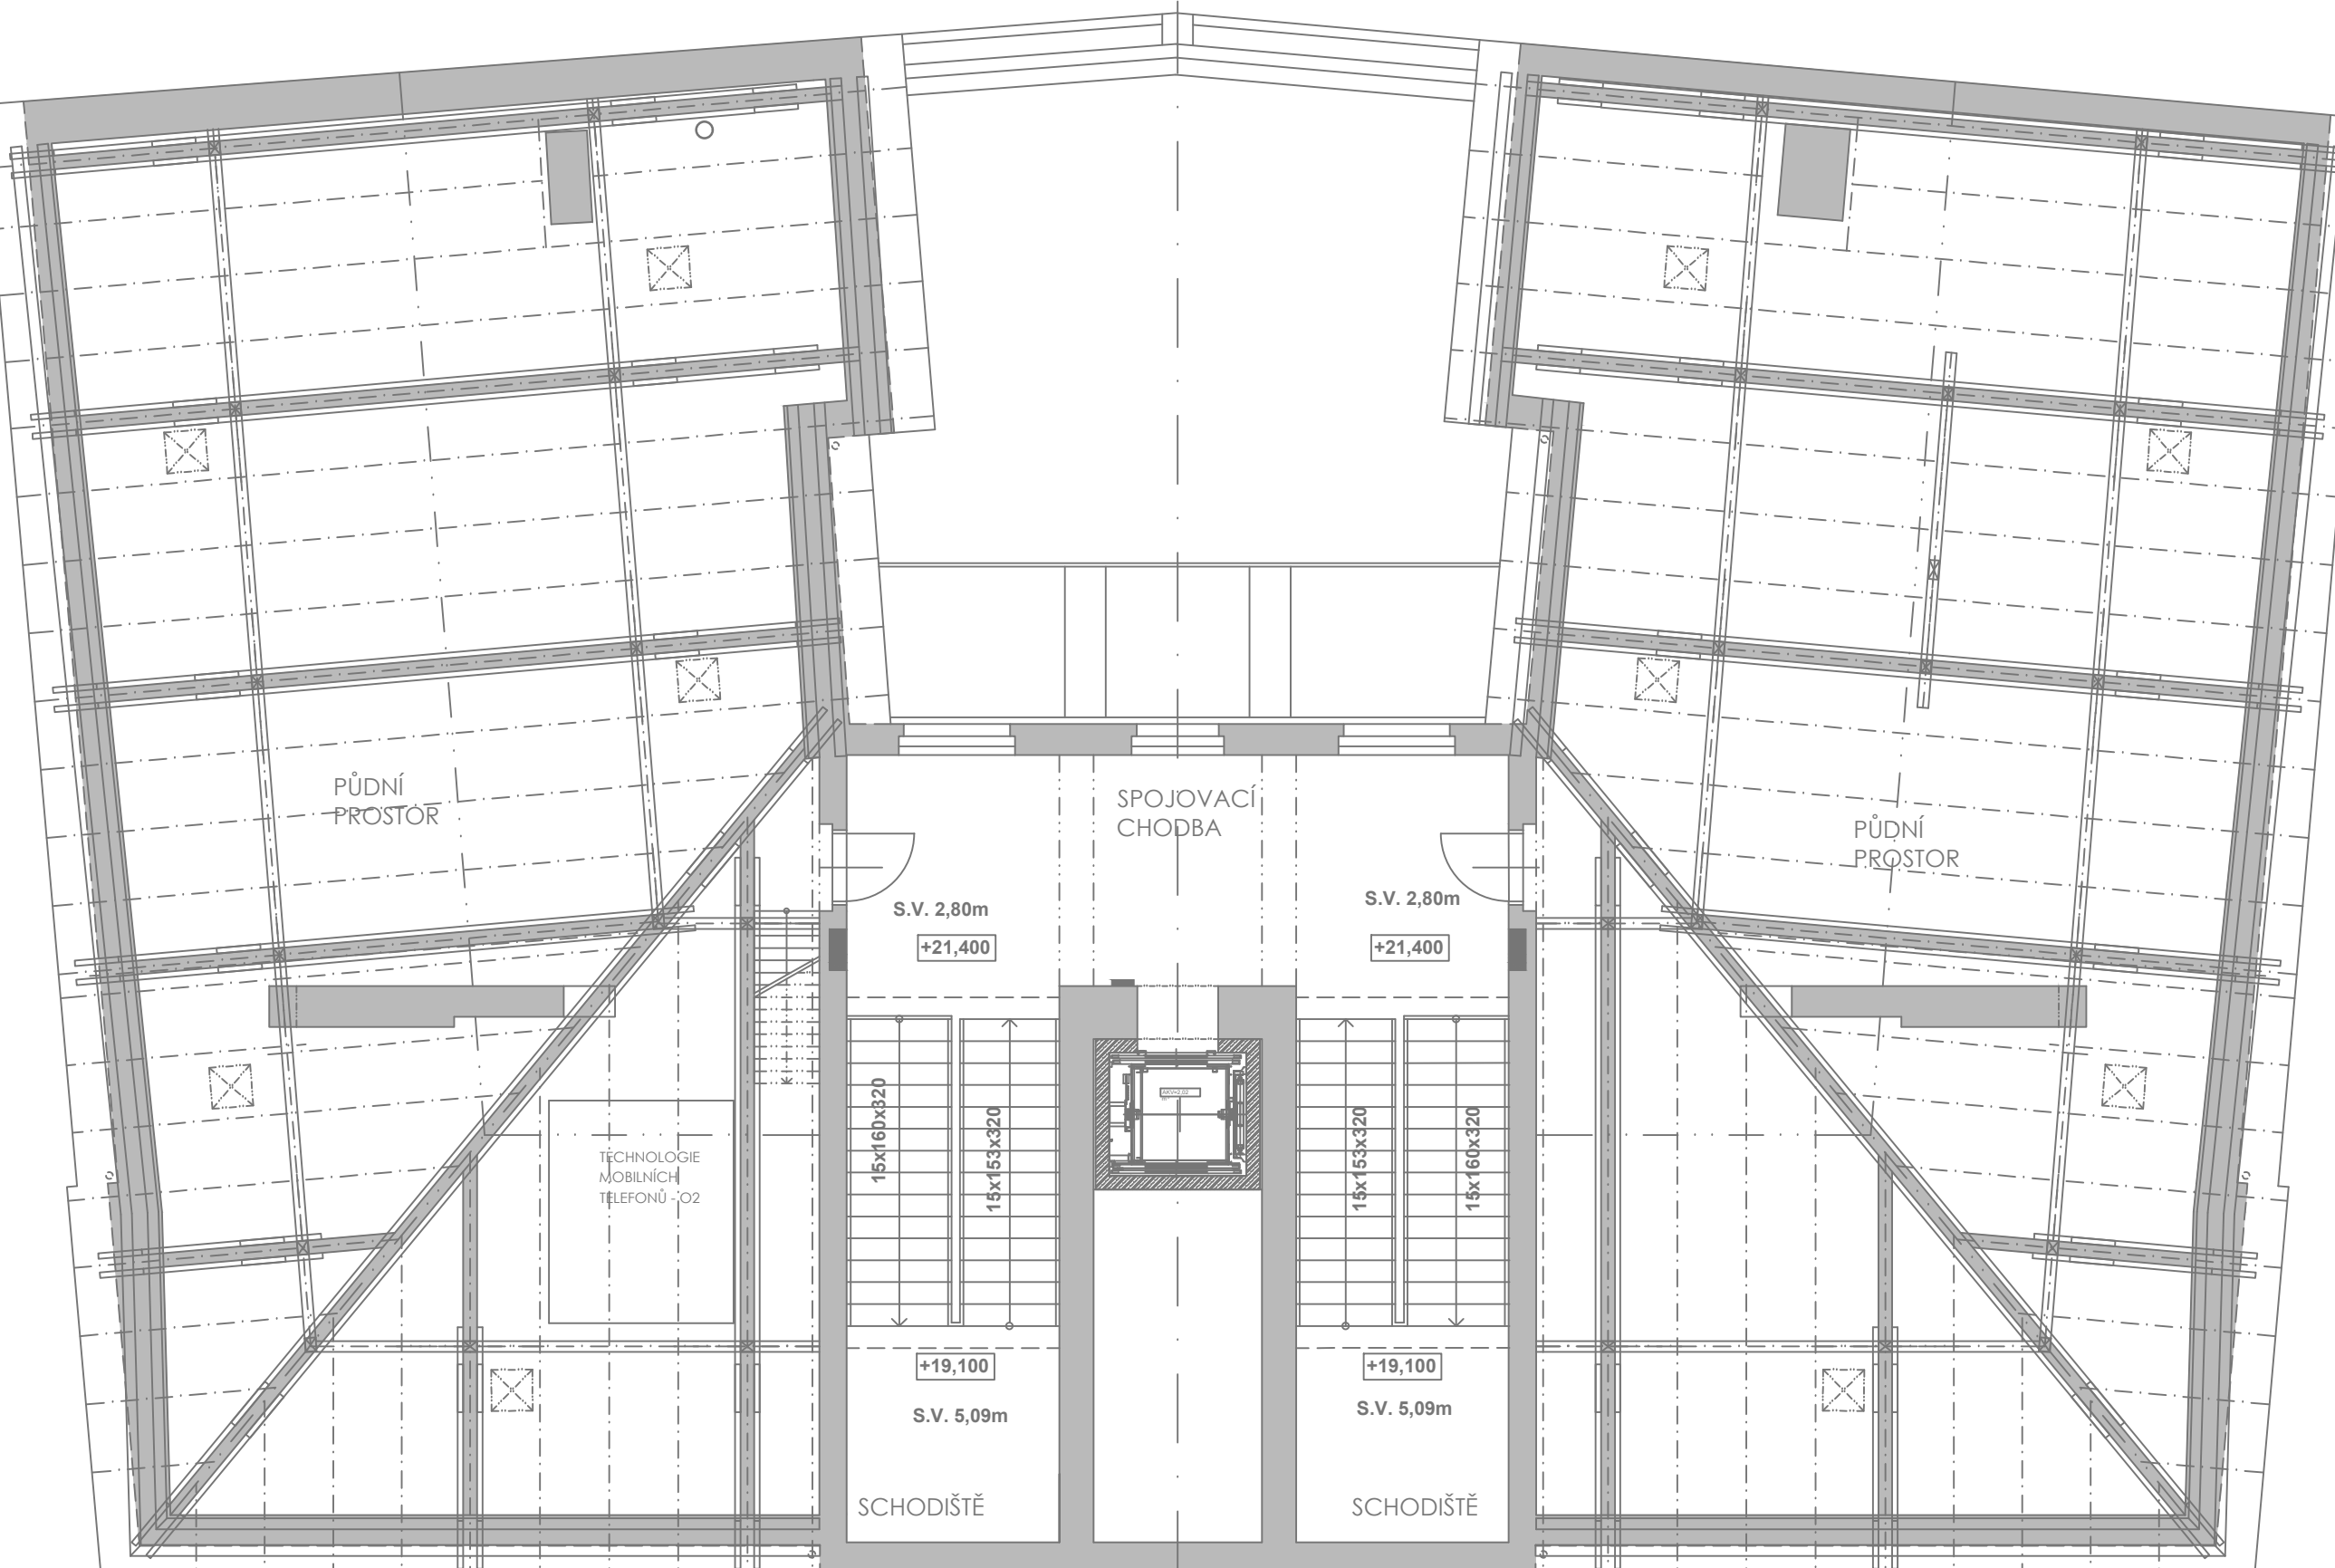 PŮDNÍ
PROSTOR
SPOJOVACÍ
CHODBA
PŮDNÍ
PROSTOR
S.V. 2,80m
+21,400
S.V. 2,80m
+21,400
TECHNOLOGIE
MOBILNÍCH
TELEFONŮ - O2
15x160x320
15x153x320
15x153x320
15x160x320
+19,100
S.V. 5,09m
+19,100
S.V. 5,09m
SCHODIŠTĚ
SCHODIŠTĚ